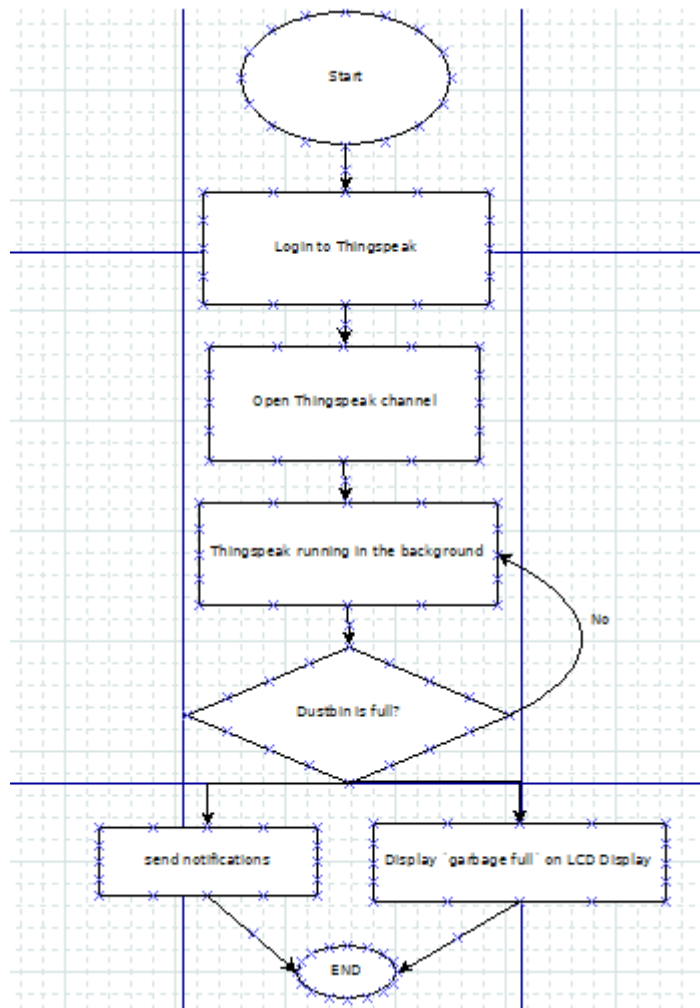 Start
Login to Thingspeak
Open Thingspeak channel
Thingspeak running in the background
No
Dustbin is full?
send notifications
Display `garbage full` on LCD Display
END